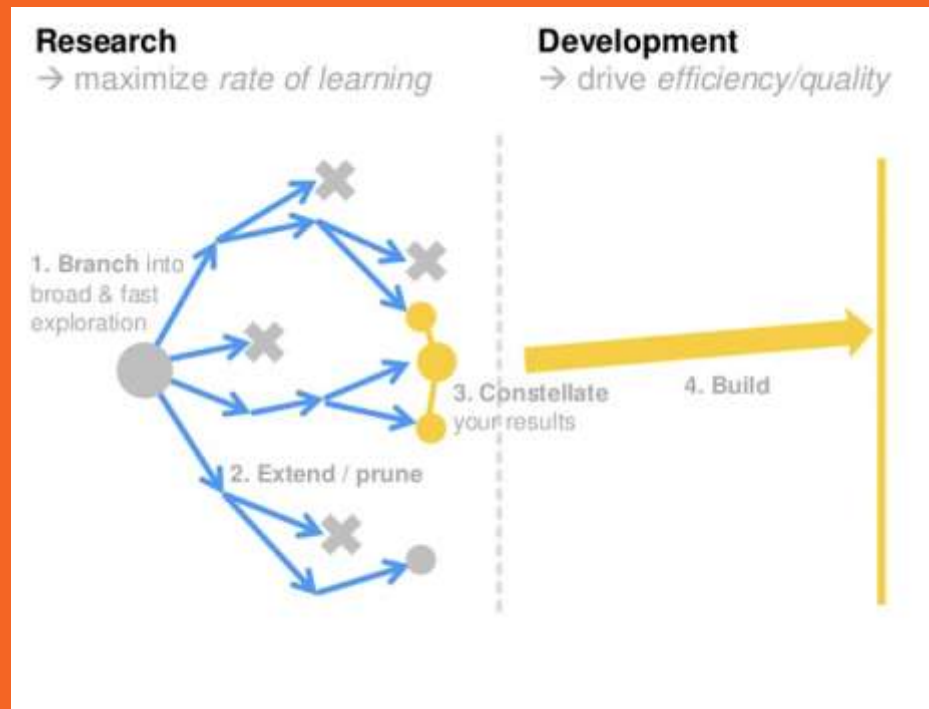 Research
→ maximize rate of learning
Development
→ drive efficiency/quality
1. Branch into
broad & fast
exploration
2. Extend / prune
3. Constellate
your results
4. Build